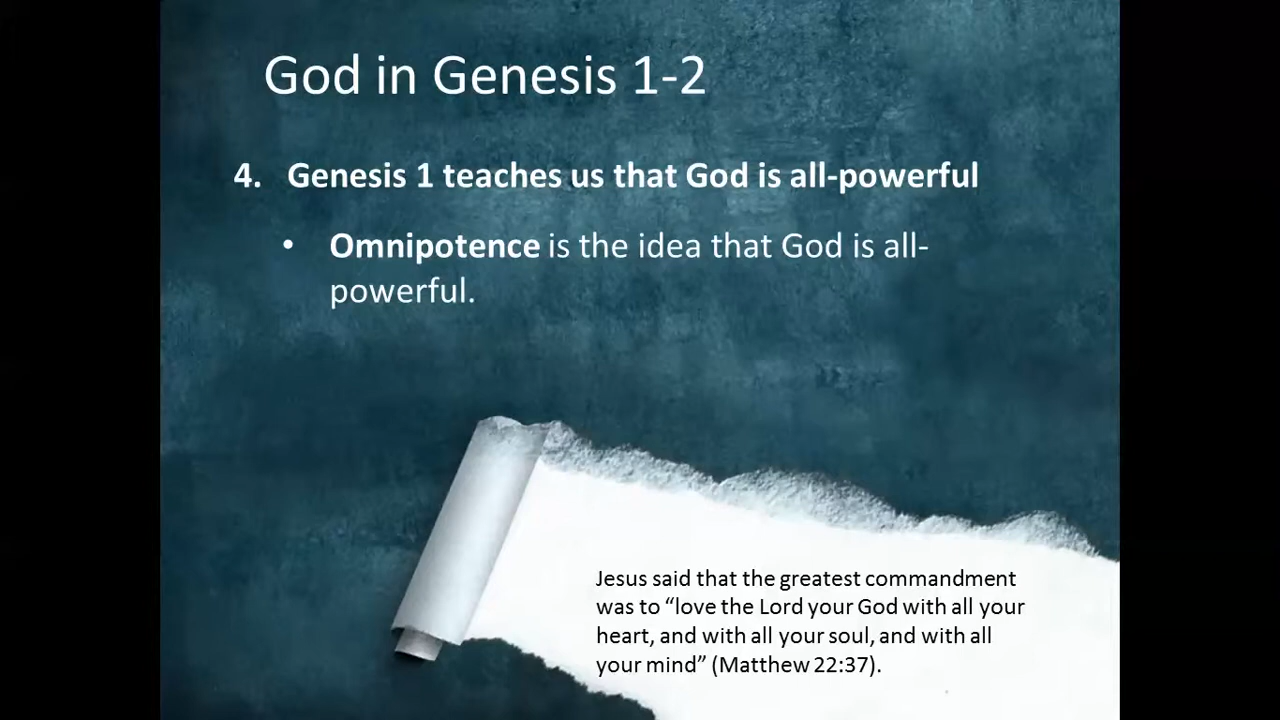 God in Genesis 1-2
4. Genesis 1 teaches us that God is all-powerful
• Omnipotence is the idea that God is all-
powerful.
Jesus said that the greatest commandment
was to “love the Lord your God with all your
heart, and with all your soul, and with all
your mind” (Matthew 22:37).